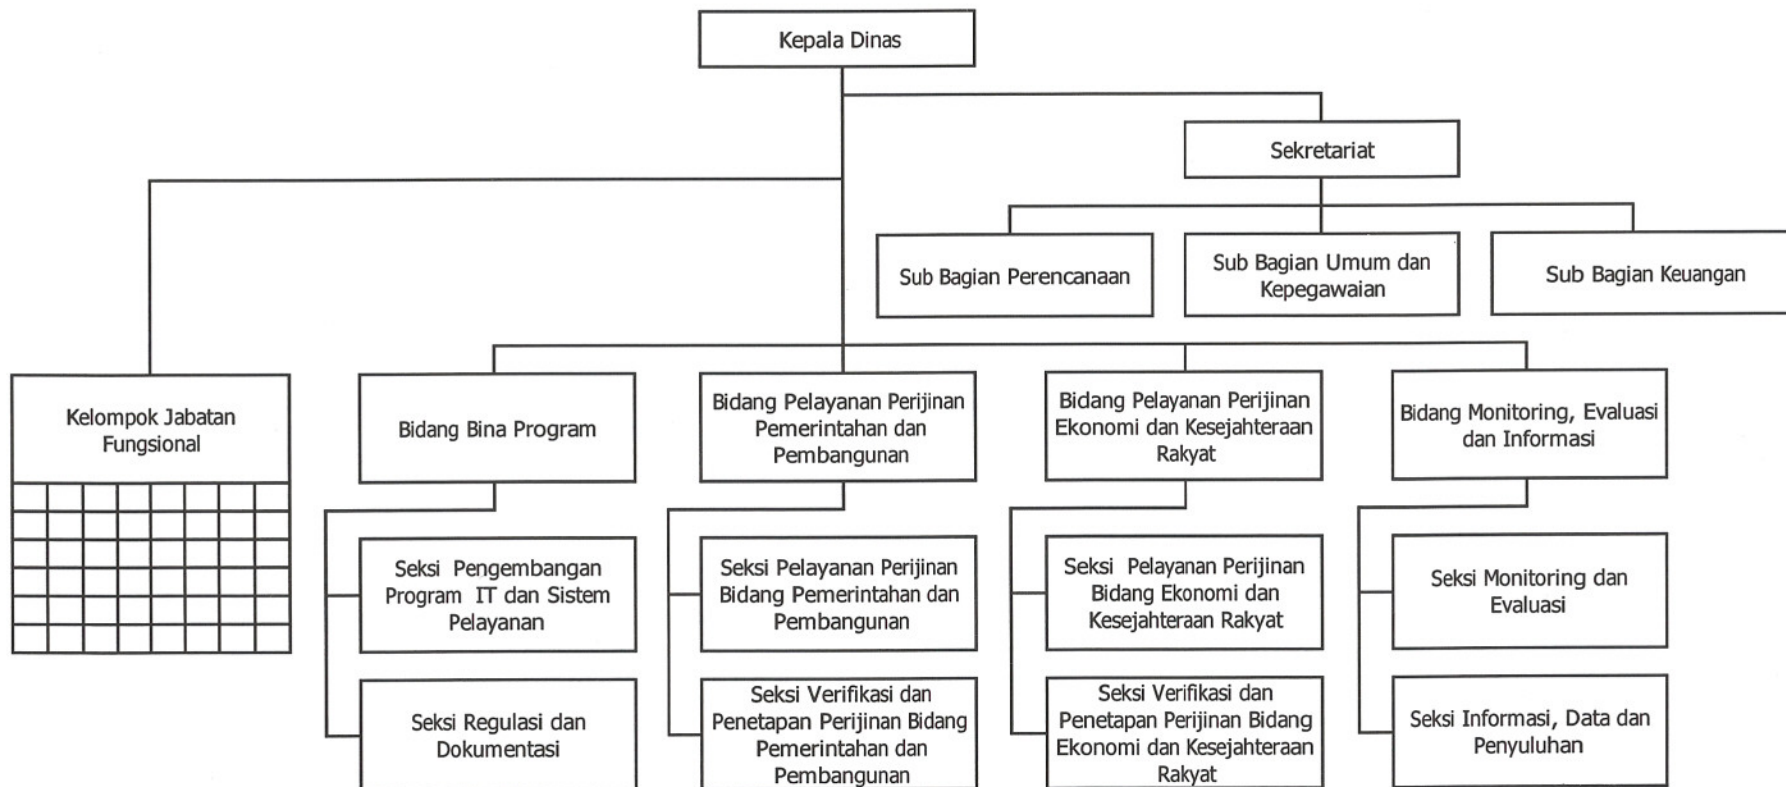 Kepala Dinas
Sekretariat
Sub Bagian Perencanaan
Sub Bagian Umum dan
Kepegawaian
Sub Bagian Keuangan
Kelompok Jabatan
Fungsional
Bidang Bina Program
Bidang Pelayanan Perijinan
Pemerintahan dan
Pembangunan
Bidang Pelayanan Perijinan
Ekonomi dan Kesejahteraan
Rakyat
Bidang Monitoring, Evaluasi
dan Informasi
Seksi Pengembangan
Program IT dan Sistem
Pelayanan
Seksi Pelayanan Perijinan
Bidang Pemerintahan dan
Pembangunan
Seksi Pelayanan Perijinan
Bidang Ekonomi dan
Kesejahteraan Rakyat
Seksi Monitoring dan
Evaluasi
Seksi Regulasi dan
Dokumentasi
Seksi Verifikasi dan
Penetapan Perijinan Bidang
Pemerintahan dan
Pembangunan
Seksi Verifikasi dan
Penetapan Perijinan Bidang
Ekonomi dan Kesejahteraan
Rakyat
Seksi Informasi, Data dan
Penyuluhan